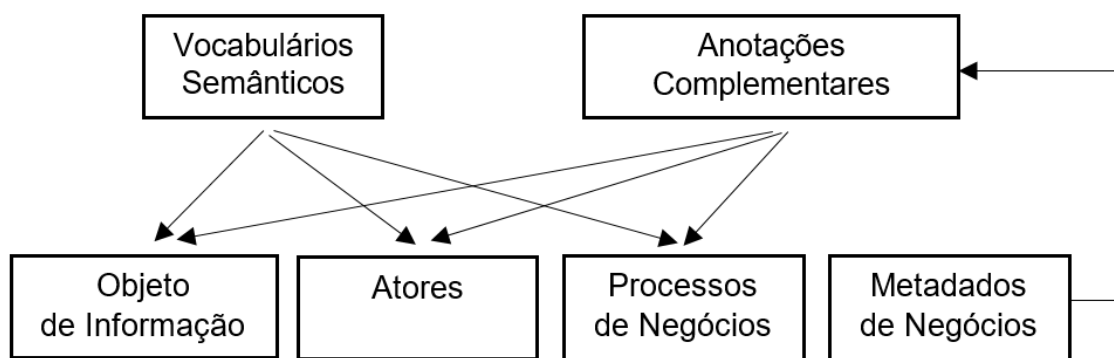 Vocabulários
Semânticos
Anotações
Complementares
Objeto
de Informação
Atores
Processos
de Negócios
Metadados
de Negócios